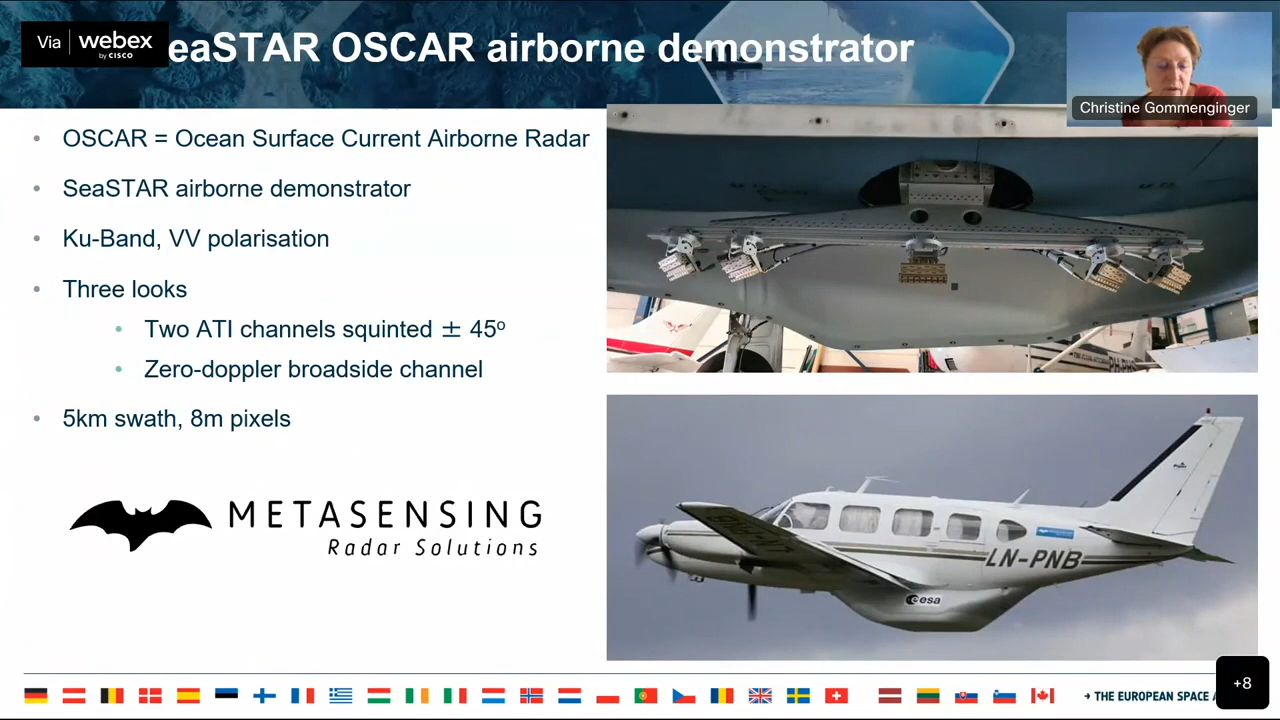 Via webex
by CISCO
eaSTAR OSCAR airborne demonstrator
Christine Gommenginger
• OSCAR = Ocean Surface Current Airborne Radar
• SeaSTAR airborne demonstrator
• Ku-Band, VV polarisation
• Three looks
• Two ATI channels squinted ± 45º
• Zero-doppler broadside channel
• 5km swath, 8m pixels
METASENSING
Radar Solutions
LN-PNB
esa
→ THE EUROPEAN SPACE
+8